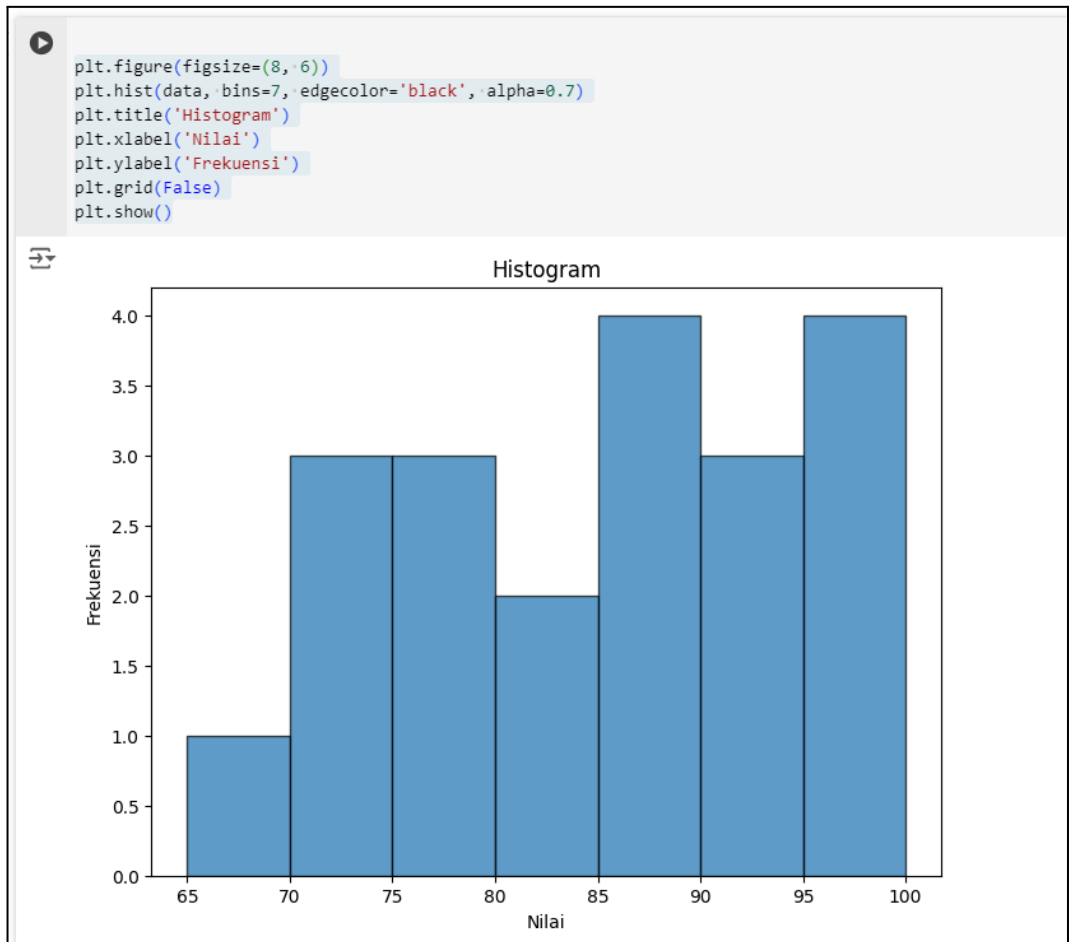 plt.figure(figsize=(8, 6))
plt.hist(data, bins=7, edgecolor='black', alpha=0.7)
plt.title('Histogram')
plt.xlabel('Nilai')
plt.ylabel('Frekuensi')
plt.grid(False)
plt.show()
Histogram
4.0
3.5
3.0
2.5
2.0
1.5
1.0
0.5
0.0
Frekuensi
65 70 75 80 85 90 95 100
Nilai